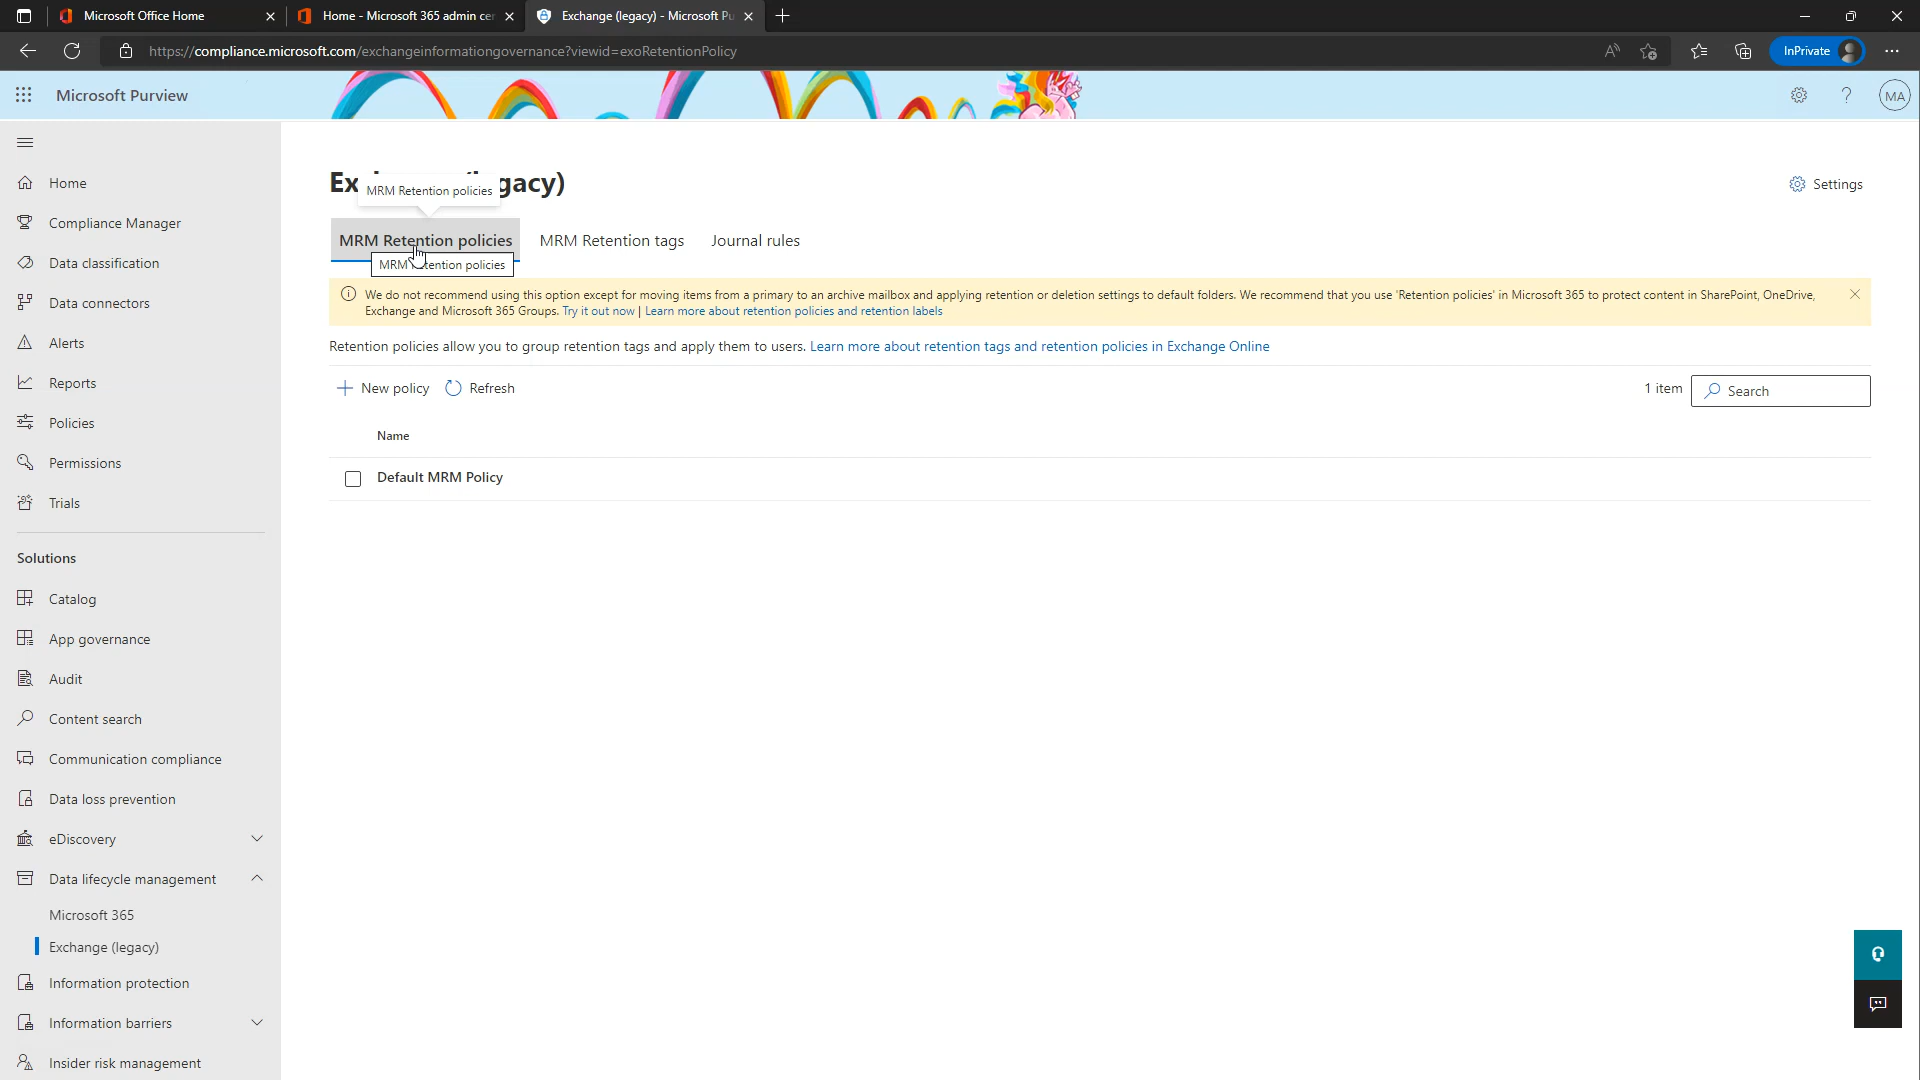 Microsoft Office Home
Home - Microsoft 365 admin cer
Exchange (legacy) - Microsoft Pu
https://compliance.microsoft.com/exchangeinformationgovernance?viewid=exoRetentionPolicy
InPrivate
Microsoft Purview
MA
Home
Compliance Manager
Data classification
Data connectors
Alerts
Reports
Policies
Permissions
Trials
Solutions
Catalog
App governance
Audit
Content search
Communication compliance
Data loss prevention
eDiscovery
Data lifecycle management
Microsoft 365
Exchange (legacy)
Information protection
Information barriers
Insider risk management
MRM Retention policies
Settings
MRM Retention policies
MRM Retention tags
Journal rules
We do not recommend using this option except for moving items from a primary to an archive mailbox and applying retention or deletion settings to default folders. We recommend that you use 'Retention policies' in Microsoft 365 to protect content in SharePoint, OneDrive,
Exchange and Microsoft 365 Groups. Try it out now | Learn more about retention policies and retention labels
Retention policies allow you to group retention tags and apply them to users. Learn more about retention tags and retention policies in Exchange Online
New policy
Refresh
1 item
Search
Name
Default MRM Policy